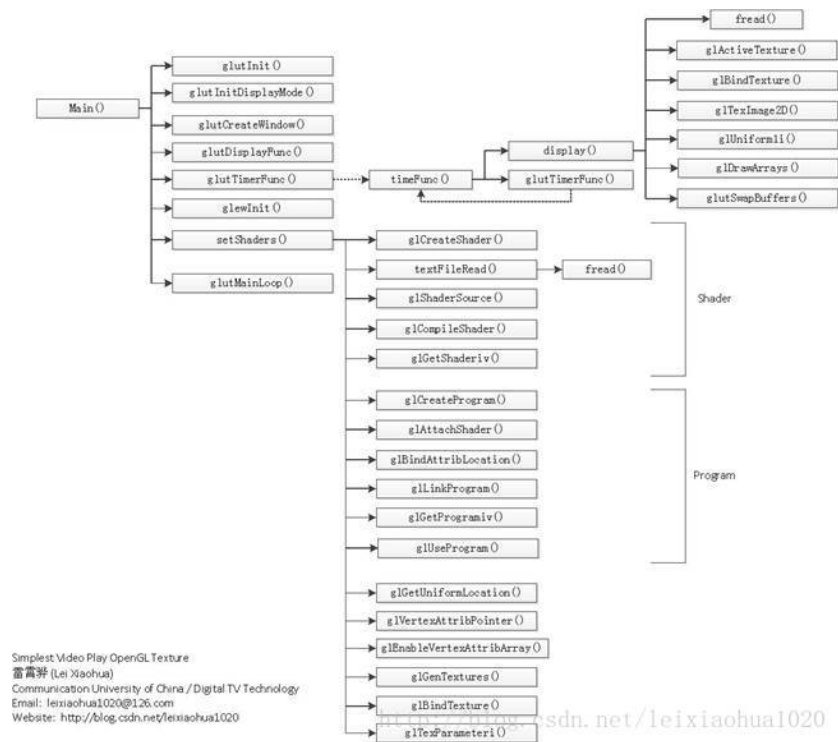 Main()
glutInit()
glutInitDisplayMode()
glutCreateWindow()
glutDisplayFunc()
glutTimerFunc()
glewInit()
setShaders()
glutMainLoop()
timeFunc()
display()
glutTimerFunc()
fread()
glActiveTexture()
glBindTexture()
glTexImage2D()
glUniform1i()
glDrawArrays()
glutSwapBuffers()
glCreateShader()
textFileRead()
fread()
glShaderSource()
glCompileShader()
glGetShaderiv()
Shader
glCreateProgram()
glAttachShader()
glBindAttribLocation()
glLinkProgram()
glGetProgramiv()
glUseProgram()
Program
glGetUniformLocation()
glVertexAttribPointer()
glEnableVertexAttribArray()
glGenTextures()
glBindTexture()
glTexParameteri()
Simplest Video Play OpenGL Texture
雷霄骅 (Lei Xiaohua)
Communication University of China / Digital TV Technology
Email: leixiaohua1020@126.com
Website: http://blog.csdn.net/leixiaohua1020
http://blog.csdn.net/leixiaohua1020